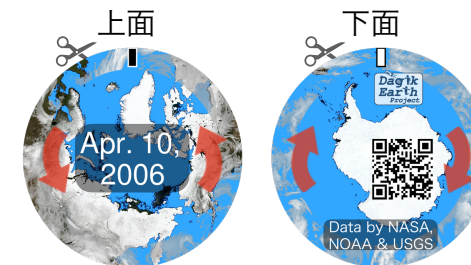 上面
下面
Apr. 10,
2006
Dagik
Earth
Project
Data by NASA,
NOAA & USGS